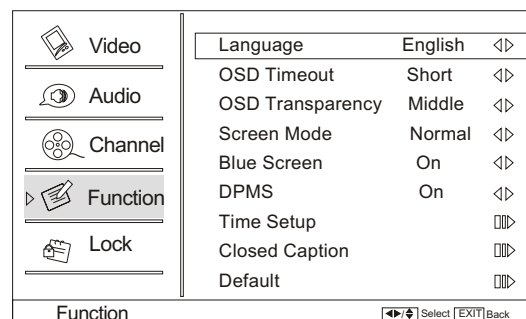 Video
Audio
Channel
Function
Lock
Language English
OSD Timeout Short
OSD Transparency Middle
Screen Mode Normal
Blue Screen On
DPMS On
Time Setup
Closed Caption
Default
Function
Select EXIT Back